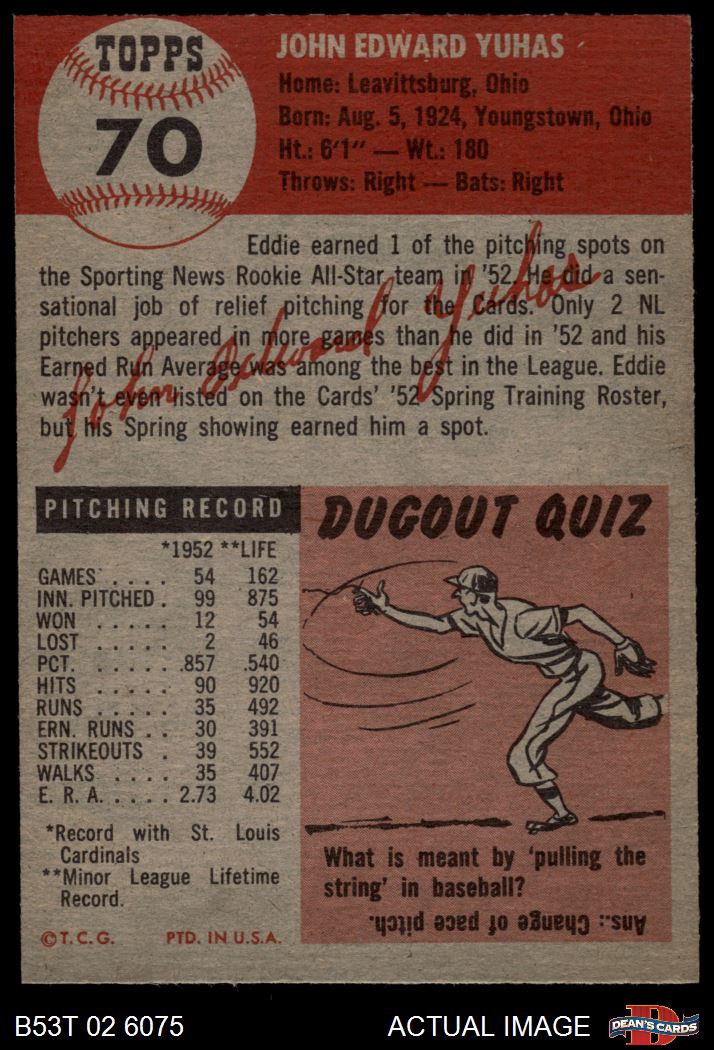 TOPPS
70
JOHN EDWARD YUHAS
Home: Leavittsburg, Ohio
Born: Aug. 5, 1924, Youngstown, Ohio
Ht.: 6'1" — Wt.: 180
Throws: Right — Bats: Right
Eddie earned 1 of the pitching spots on
the Sporting News Rookie All-Star team in '52. He did a sen-
sational job of relief pitching for the Cards. Only 2 NL
pitchers appeared in more games than he did in '52 and his
Earned Run Average was among the best in the League. Eddie
wasn't even listed on the Cards' '52 Spring Training Roster,
but his Spring showing earned him a spot.
John Edward Yuhas
PITCHING RECORD
*1952 **LIFE
GAMES . . . . 54 162
INN. PITCHED . 99 875
WON . . . . . 12 54
LOST . . . . . 2 46
PCT. . . . . . .857 .540
HITS . . . . . 90 920
RUNS . . . . . 35 492
ERN. RUNS . . 30 391
STRIKEOUTS . 39 552
WALKS . . . . 35 407
E. R. A. . . . . . 2.73 4.02
*Record with St. Louis
Cardinals
**Minor League Lifetime
Record.
©T.C.G. PTD. IN U.S.A.
DUGOUT QUIZ
What is meant by 'pulling the
string' in baseball?
Ans.: Change of pace pitch.
B53T 02 6075 ACTUAL IMAGE
D
DEAN'S CARDS